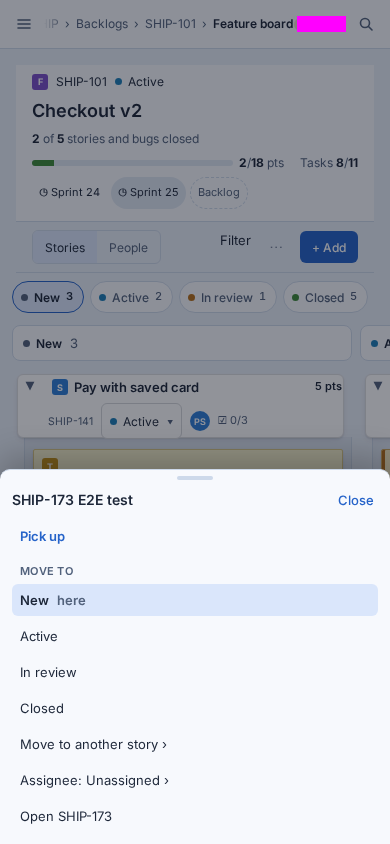 IP › Backlogs › SHIP-101 › Feature board
F SHIP-101 Active
Checkout v2
2 of 5 stories and bugs closed
2/18 pts Tasks 8/11
Sprint 24 Sprint 25 Backlog
Stories People Filter ... + Add
New 3 Active 2 In review 1 Closed 5
New 3 A
S Pay with saved card 5 pts
SHIP-141 Active PS 0/3
T
SHIP-173 E2E test Close
Pick up
MOVE TO
New here
Active
In review
Closed
Move to another story ›
Assignee: Unassigned ›
Open SHIP-173